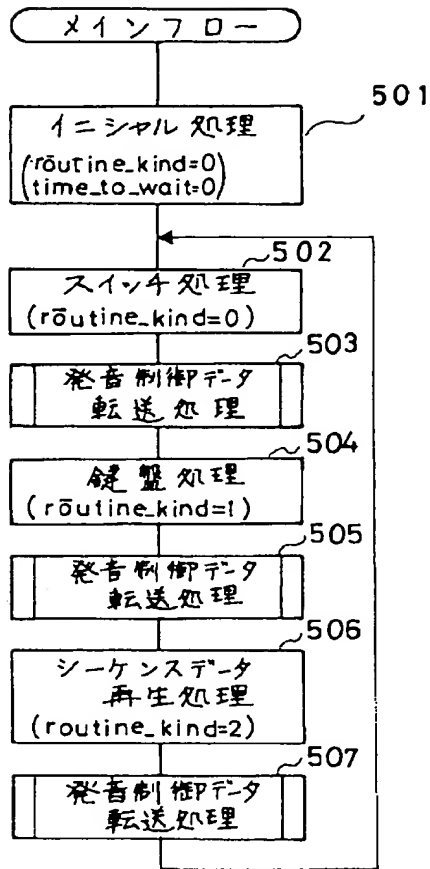 メインフロー
501
イニシャル処理
(routine_kind=0)
(time_to_wait=0)
502
スイッチ処理
(routine_kind=0)
503
発音制御データ
転送処理
504
鍵盤処理
(routine_kind=1)
505
発音制御データ
転送処理
506
シーケンスデータ
再生処理
(routine_kind=2)
507
発音制御データ
転送処理